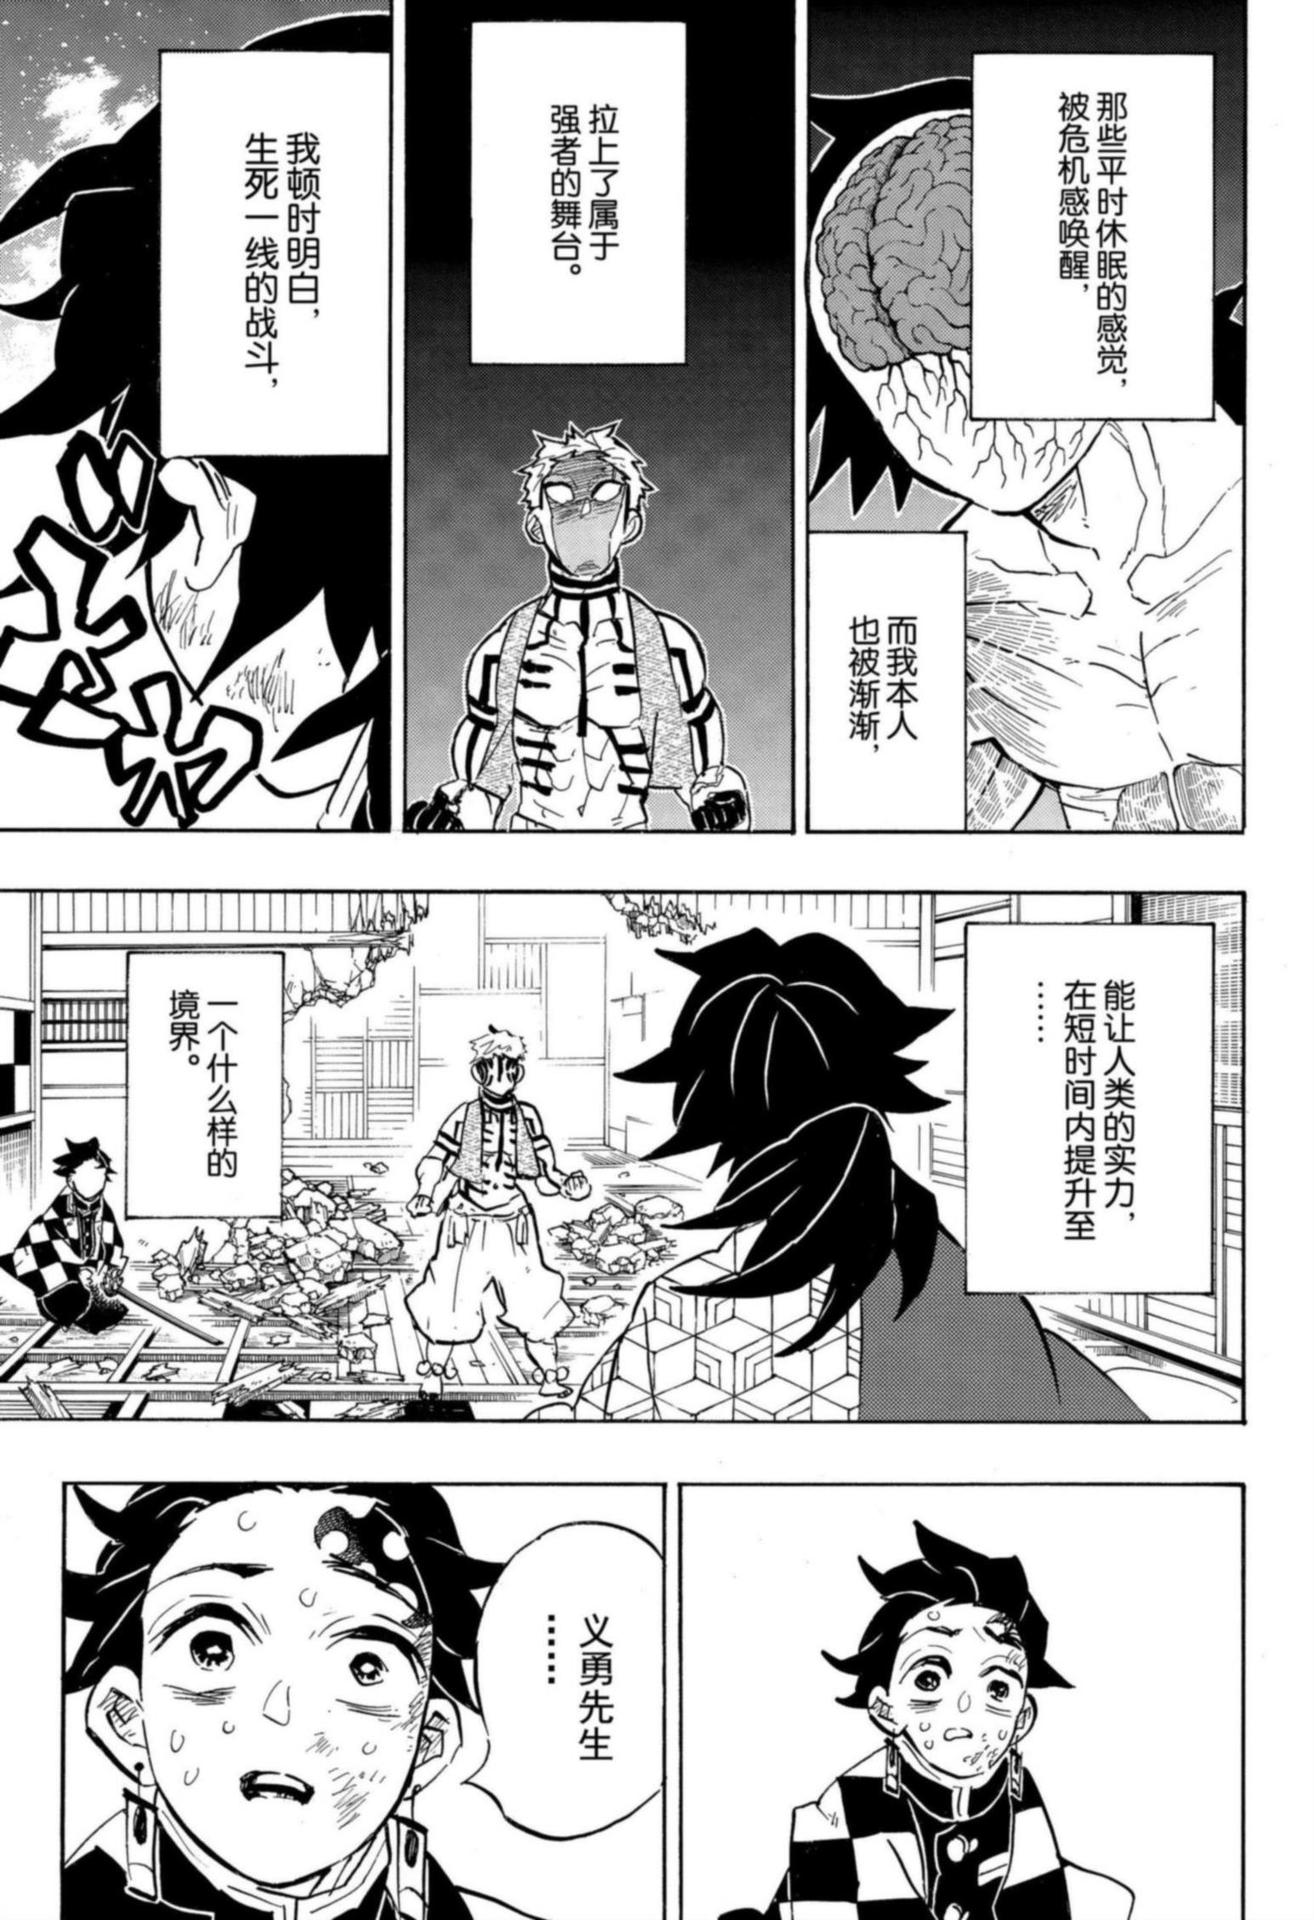 那些平时休眠的感觉，
被危机感唤醒，
而我本人
也被渐渐，
拉上了属于
强者的舞台。
我顿时明白，
生死一线的战斗，
能让人类的实力，
在短时间内提升至
……
一个什么样的
境界。
义勇先生
……